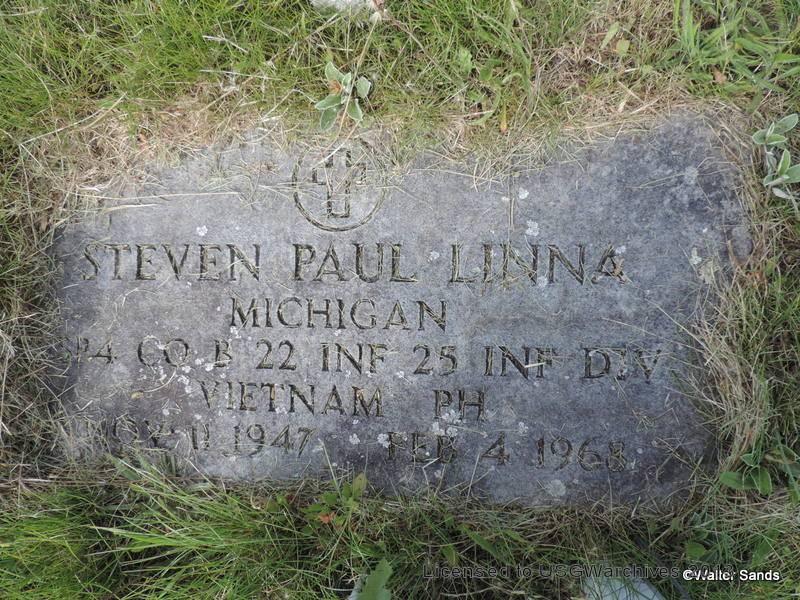 STEVEN PAUL LINNA
MICHIGAN
SP4 CO B 22 INF 25 INF DIV
VIETNAM PH
NOV 11 1947 FEB 4 1968
Licensed to USGWarchives 2013
©Walter Sands